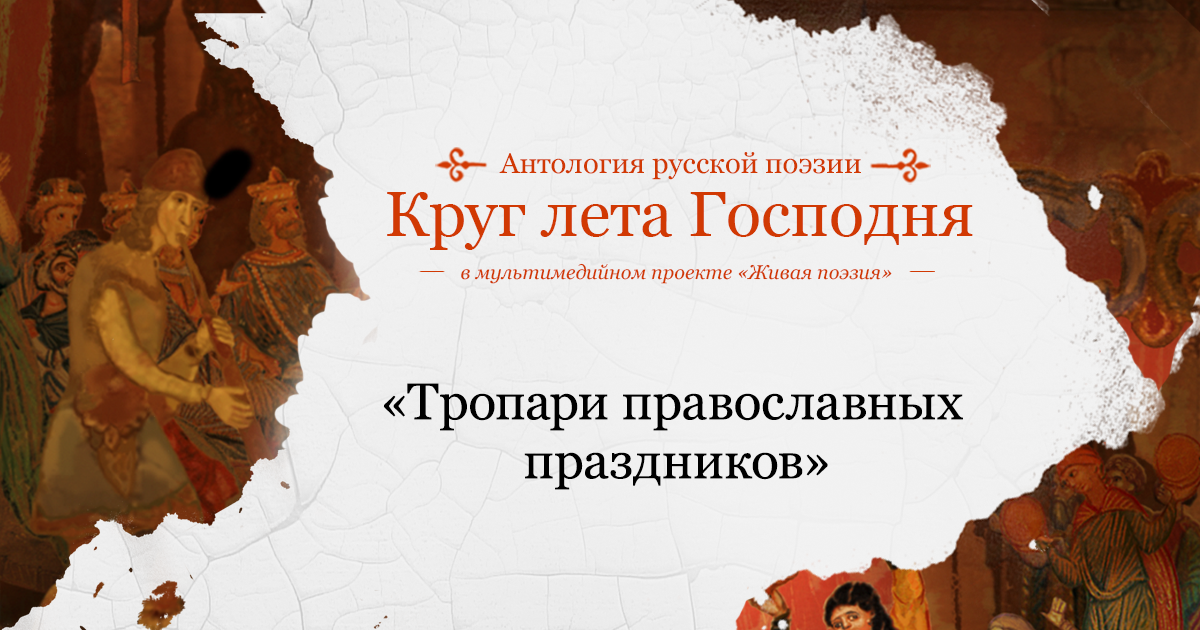 Антология русской поэзии
Круг лета Господня
в мультимедийном проекте «Живая поэзия»
«Тропари православных
праздников»